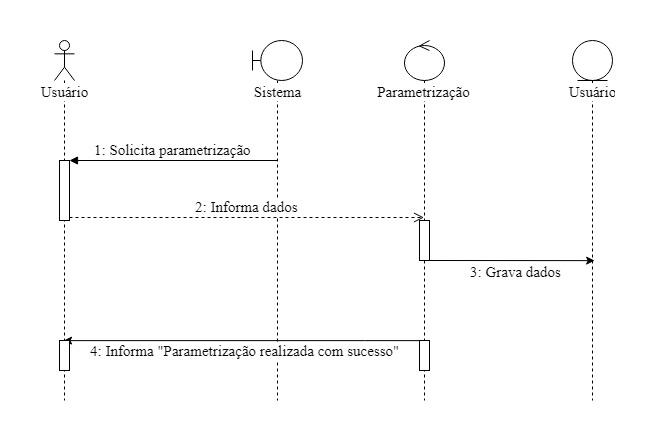 Usuário
Sistema
Parametrização
Usuário
1: Solicita parametrização
2: Informa dados
3: Grava dados
4: Informa "Parametrização realizada com sucesso"